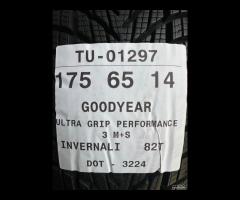 TU-01297
175 65 14
GOODYEAR
ULTRA GRIP PERFORMANCE
3 M+S
INVERNALI 82T
DOT - 3224